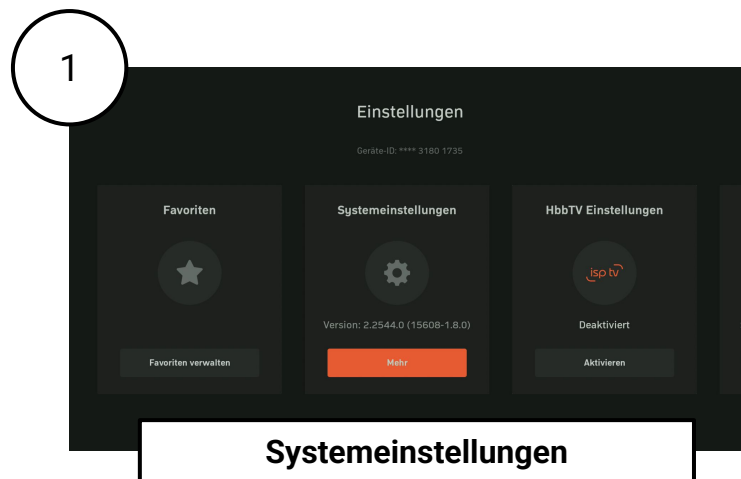 1
Einstellungen
Geräte-ID: **** 3180 1735
Favoriten
Systemeinstellungen
HbbTV Einstellungen
jsp tv
Version: 2.2544.0 (15608-1.8.0)
Deaktiviert
Favoriten verwalten
Mehr
Aktivieren
Systemeinstellungen